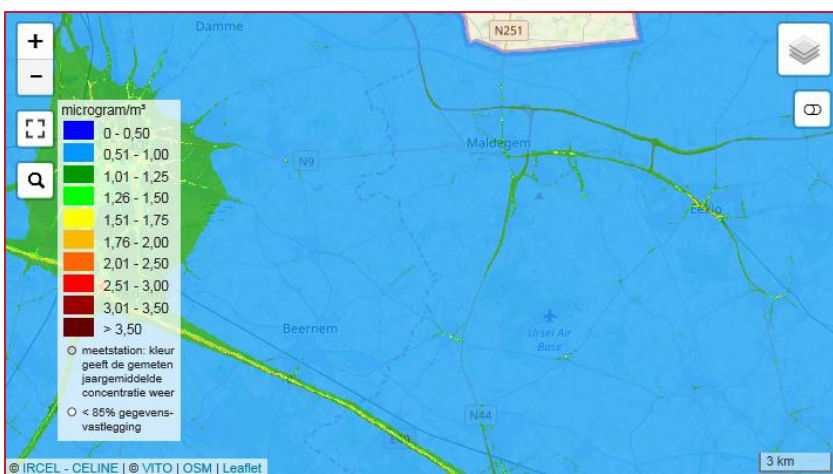 Damme
N251
+
−
microgram/m³
0 - 0,50
0,51 - 1,00
1,01 - 1,25
1,26 - 1,50
1,51 - 1,75
1,76 - 2,00
2,01 - 2,50
2,51 - 3,00
3,01 - 3,50
> 3,50
meetstation: kleur
geeft de gemeten
jaargemiddelde
concentratie weer
< 85% gegevens-
vastlegging
N9
Maldegem
Eeklo
Beernem
Ursel Air
Base
N44
E40
© IRCEL - CELINE | © VITO | OSM | Leaflet
3 km